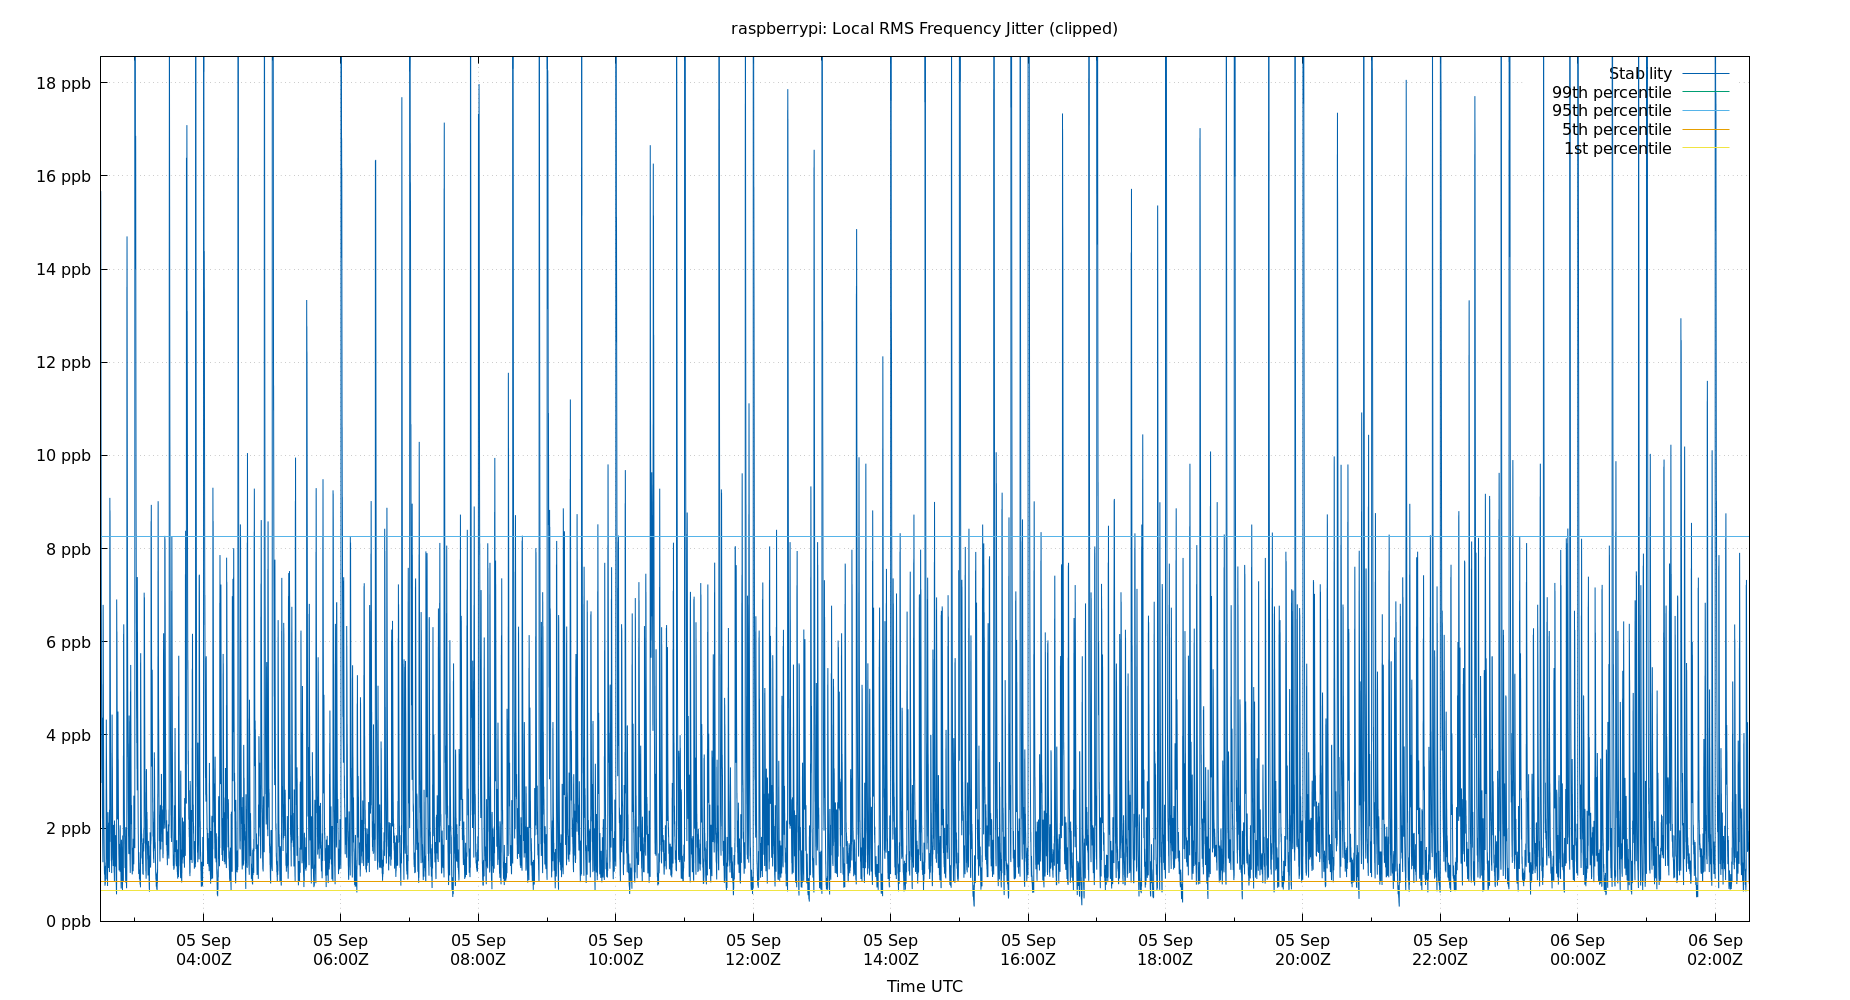 raspberrypi: Local RMS Frequency Jitter (clipped)
18 ppb
16 ppb
14 ppb
12 ppb
10 ppb
8 ppb
6 ppb
4 ppb
2 ppb
0 ppb
Stability
99th percentile
95th percentile
5th percentile
1st percentile
05 Sep 05 Sep 05 Sep 05 Sep 05 Sep 05 Sep 05 Sep 05 Sep 05 Sep 05 Sep 06 Sep 06 Sep
04:00Z 06:00Z 08:00Z 10:00Z 12:00Z 14:00Z 16:00Z 18:00Z 20:00Z 22:00Z 00:00Z 02:00Z
Time UTC